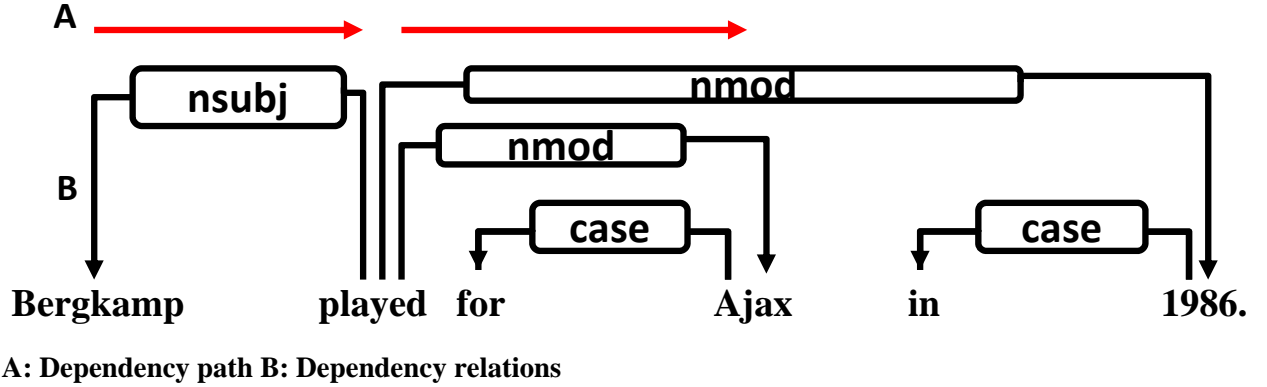 A
nsubj
nmod
nmod
B
case
case
Bergkamp played for Ajax in 1986.
A: Dependency path B: Dependency relations